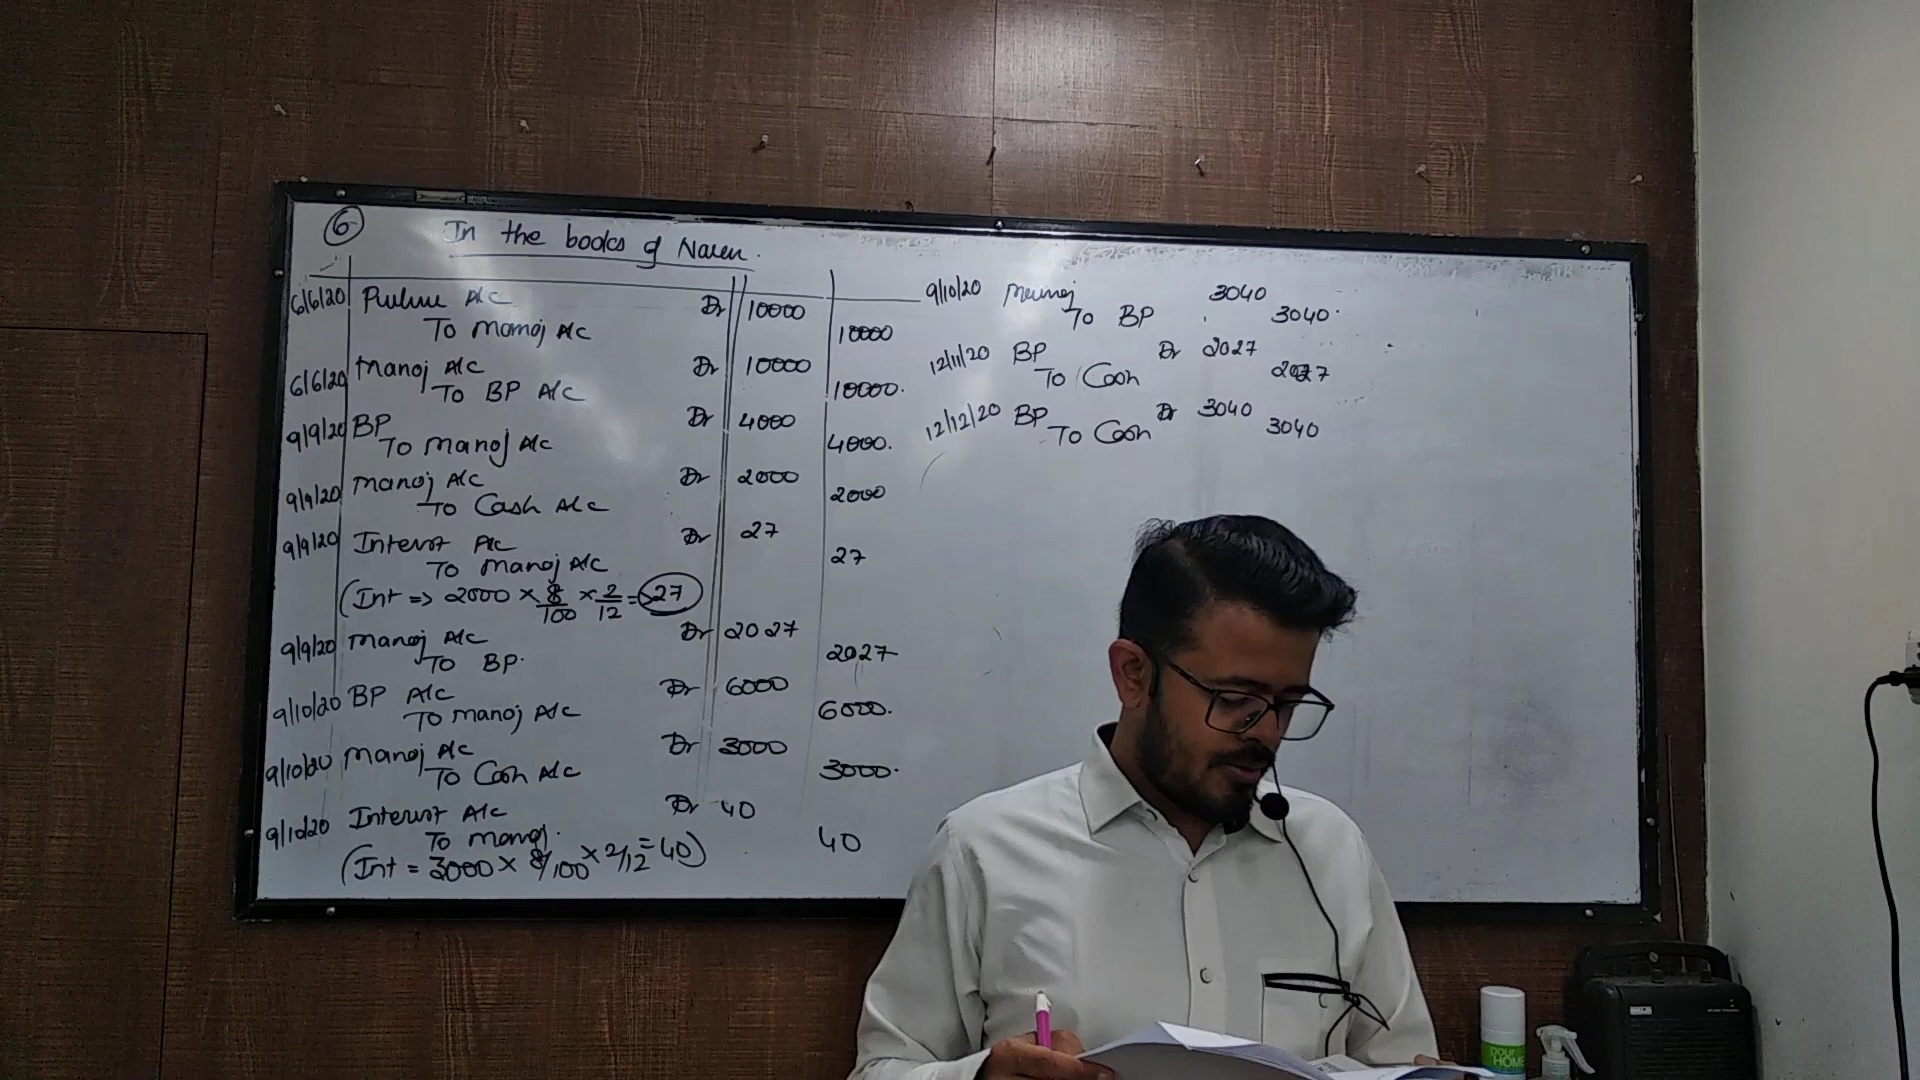 6
In the books of Naren.
6/6/20 Purchase A/c Dr 10000
To Manoj A/c 10000
6/6/20 Manoj A/c Dr 10000
To BP A/c 10000.
9/9/20 BP Dr 4000
To Manoj A/c 4000.
9/9/20 Manoj A/c Dr 2000
To Cash A/c 2000
9/9/20 Interest A/c Dr 27
To Manoj A/c 27
(Int => 2000 × 8/100 × 2/12 = 27
9/9/20 Manoj A/c Dr 2027
To BP. 2027
9/10/20 BP A/c Dr 6000
To Manoj A/c 6000.
9/10/20 Manoj A/c Dr 3000
To Cash A/c 3000.
9/10/20 Interest A/c Dr 40
To Manoj. 40
(Int = 3000 × 8/100 × 2/12 = 40)
9/10/20 Manoj 3040
To BP 3040.
12/11/20 BP Dr 2027
To Cash 2027
12/12/20 BP Dr 3040
To Cash 3040
YOUR
HOME